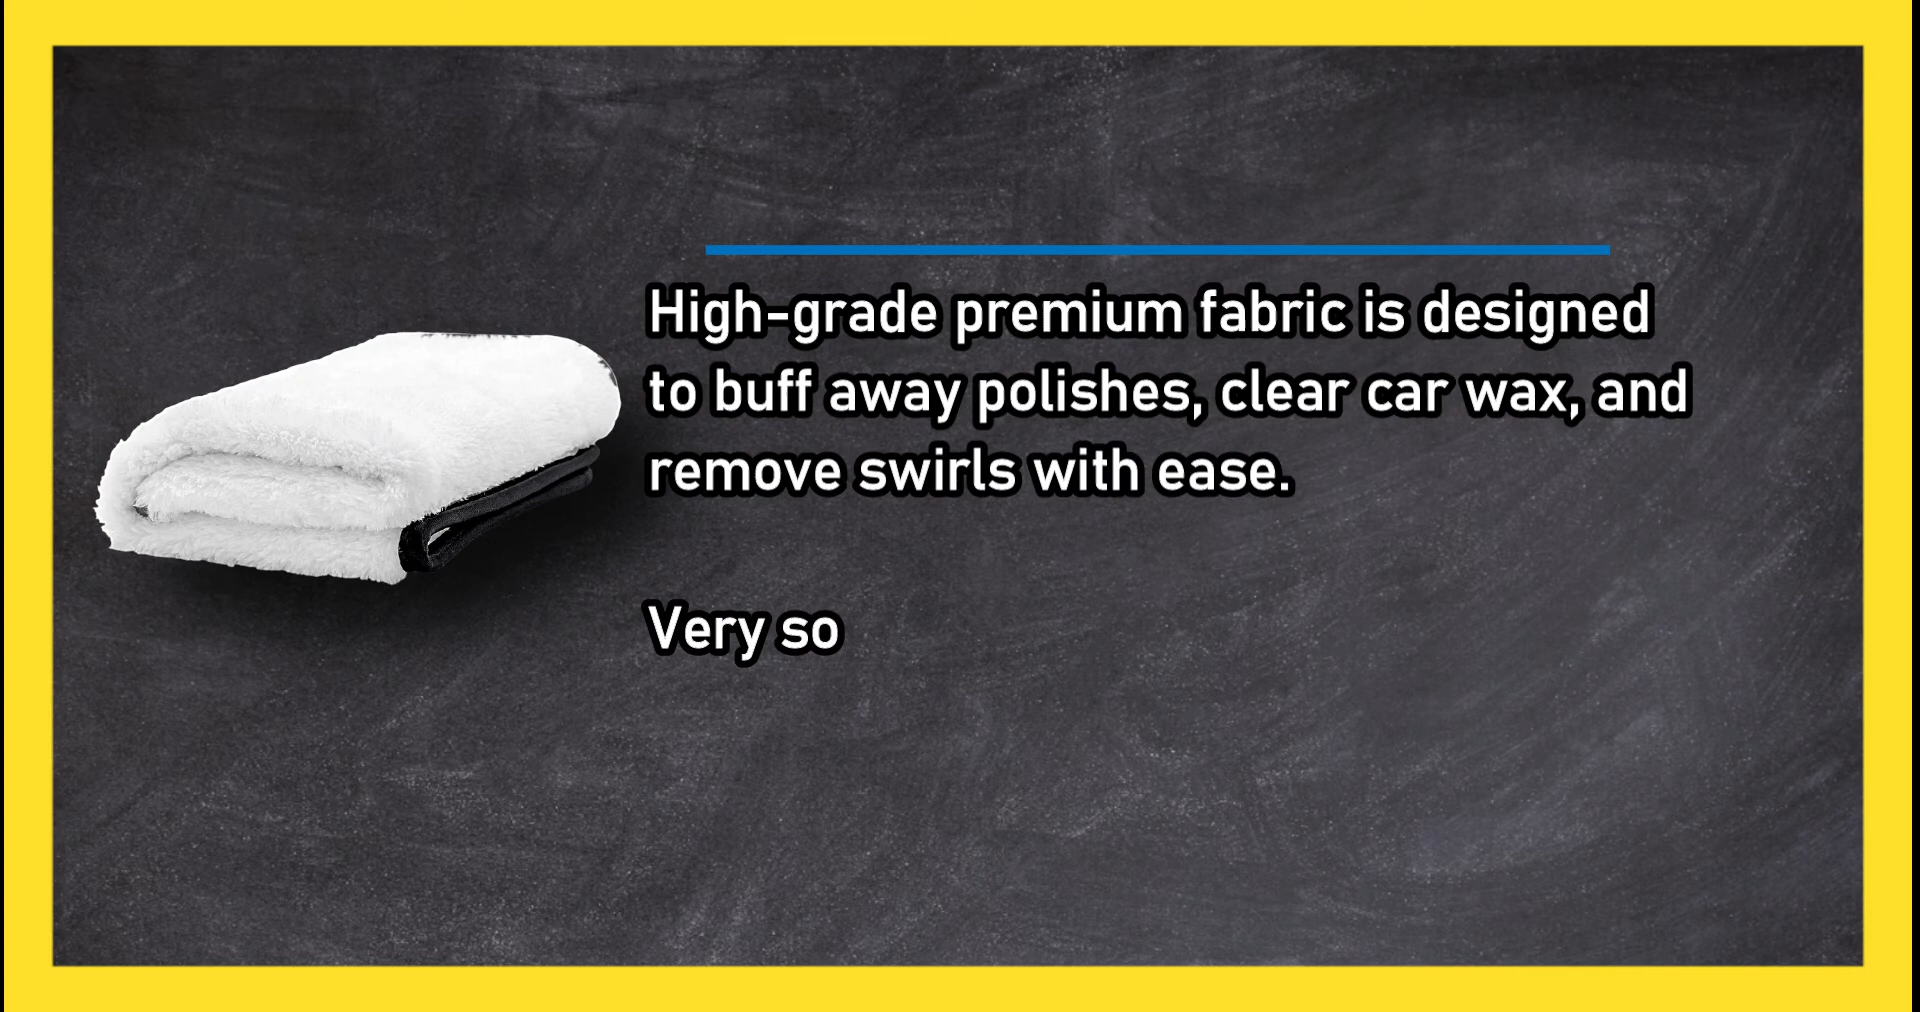 High-grade premium fabric is designed
to buff away polishes, clear car wax, and
remove swirls with ease.
Very so